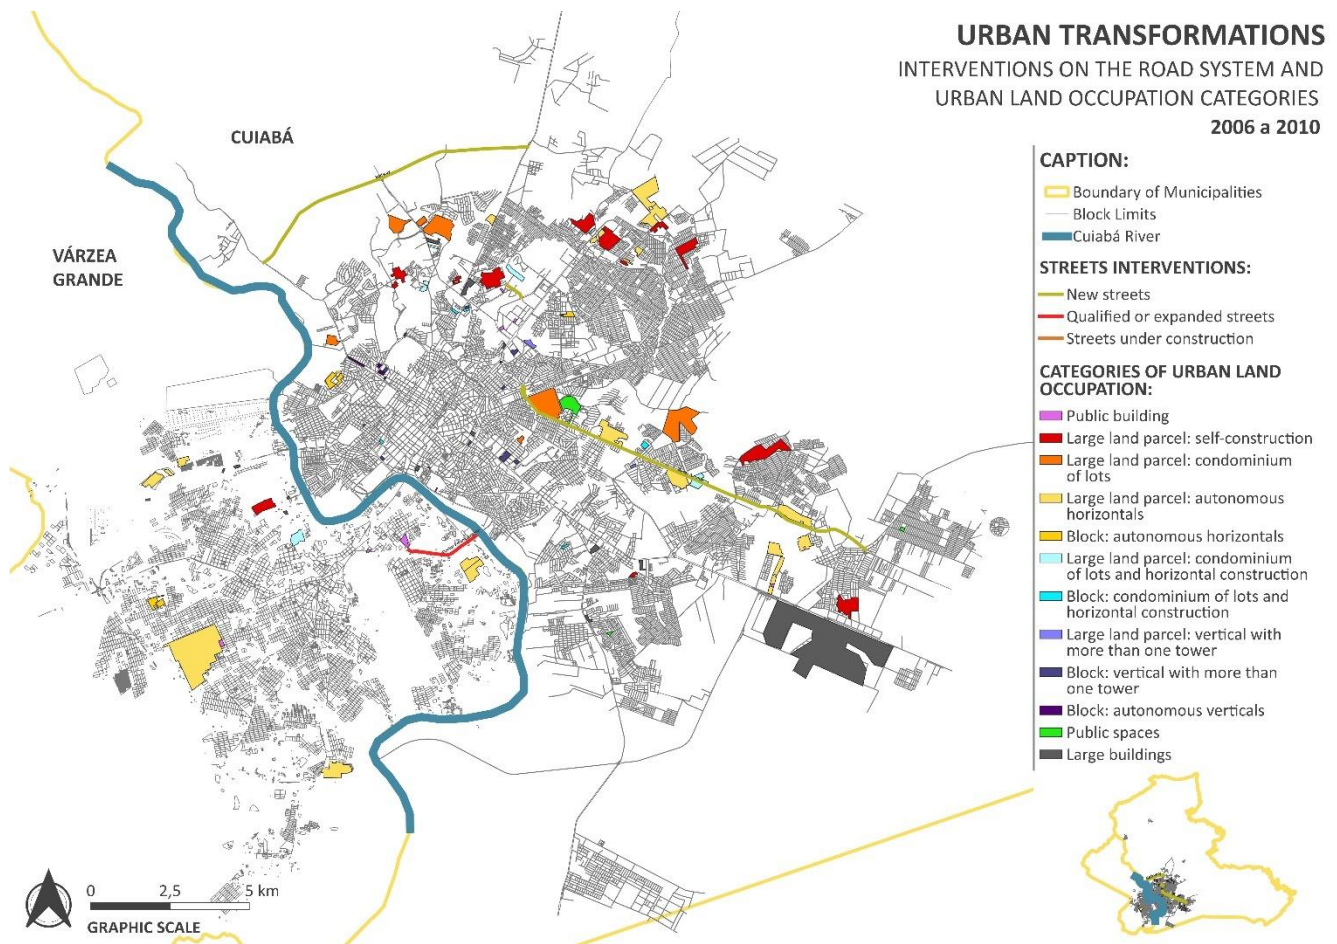 URBAN TRANSFORMATIONS
INTERVENTIONS ON THE ROAD SYSTEM AND
URBAN LAND OCCUPATION CATEGORIES
2006 a 2010
CUIABÁ
VÁRZEA
GRANDE
CAPTION:
Boundary of Municipalities
Block Limits
Cuiabá River
STREETS INTERVENTIONS:
New streets
Qualified or expanded streets
Streets under construction
CATEGORIES OF URBAN LAND
OCCUPATION:
Public building
Large land parcel: self-construction
Large land parcel: condominium
of lots
Large land parcel: autonomous
horizontals
Block: autonomous horizontals
Large land parcel: condominium
of lots and horizontal construction
Block: condominium of lots and
horizontal construction
Large land parcel: vertical with
more than one tower
Block: vertical with more than
one tower
Block: autonomous verticals
Public spaces
Large buildings
0 2,5 5 km
GRAPHIC SCALE